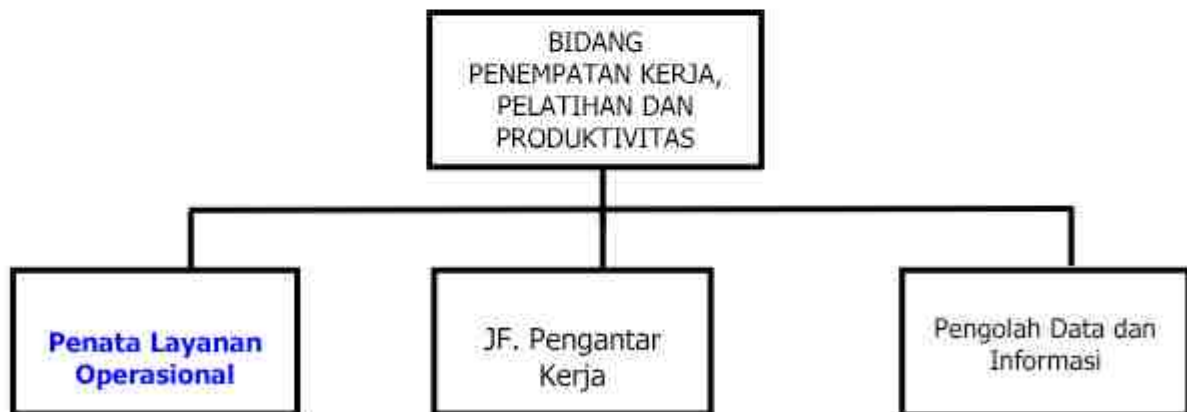 BIDANG
PENEMPATAN KERJA,
PELATIHAN DAN
PRODUKTIVITAS
Penata Layanan
Operasional
JF. Pengantar
Kerja
Pengolah Data dan
Informasi